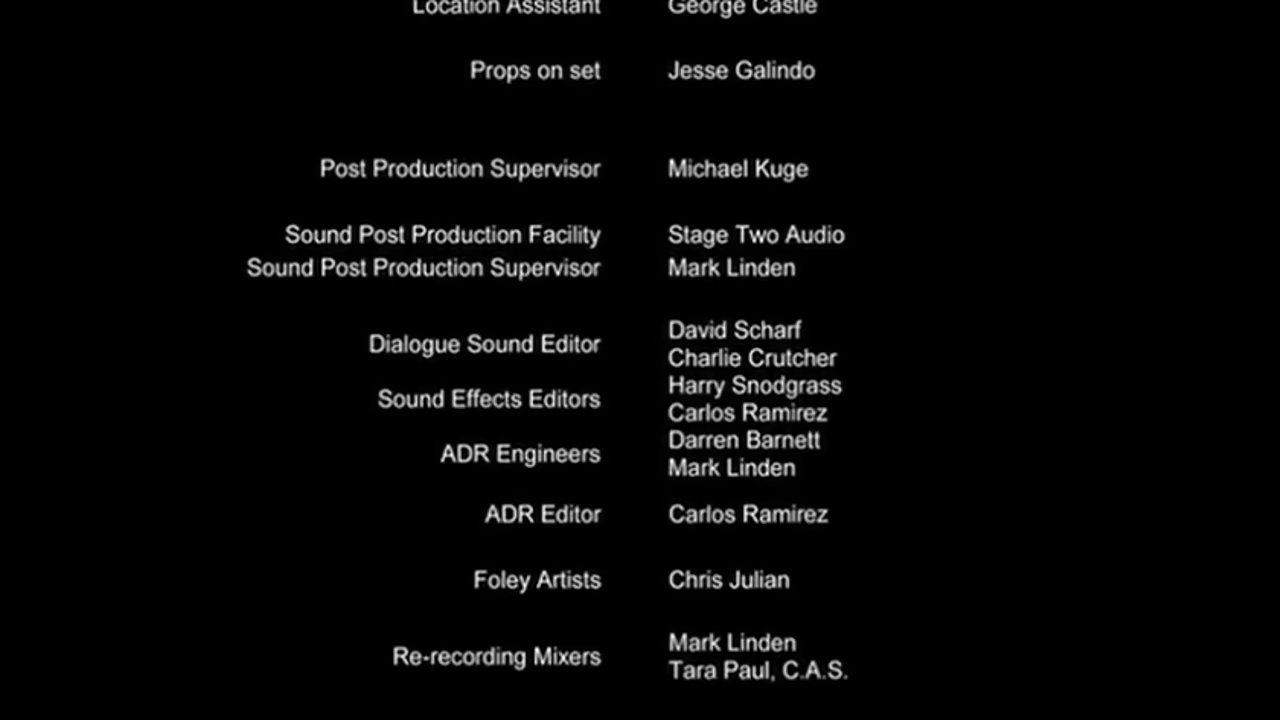 Location Assistant George Castle
Props on set Jesse Galindo
Post Production Supervisor Michael Kuge
Sound Post Production Facility Stage Two Audio
Sound Post Production Supervisor Mark Linden
Dialogue Sound Editor David Scharf
Charlie Crutcher
Sound Effects Editors Harry Snodgrass
Carlos Ramirez
ADR Engineers Darren Barnett
Mark Linden
ADR Editor Carlos Ramirez
Foley Artists Chris Julian
Re-recording Mixers Mark Linden
Tara Paul, C.A.S.